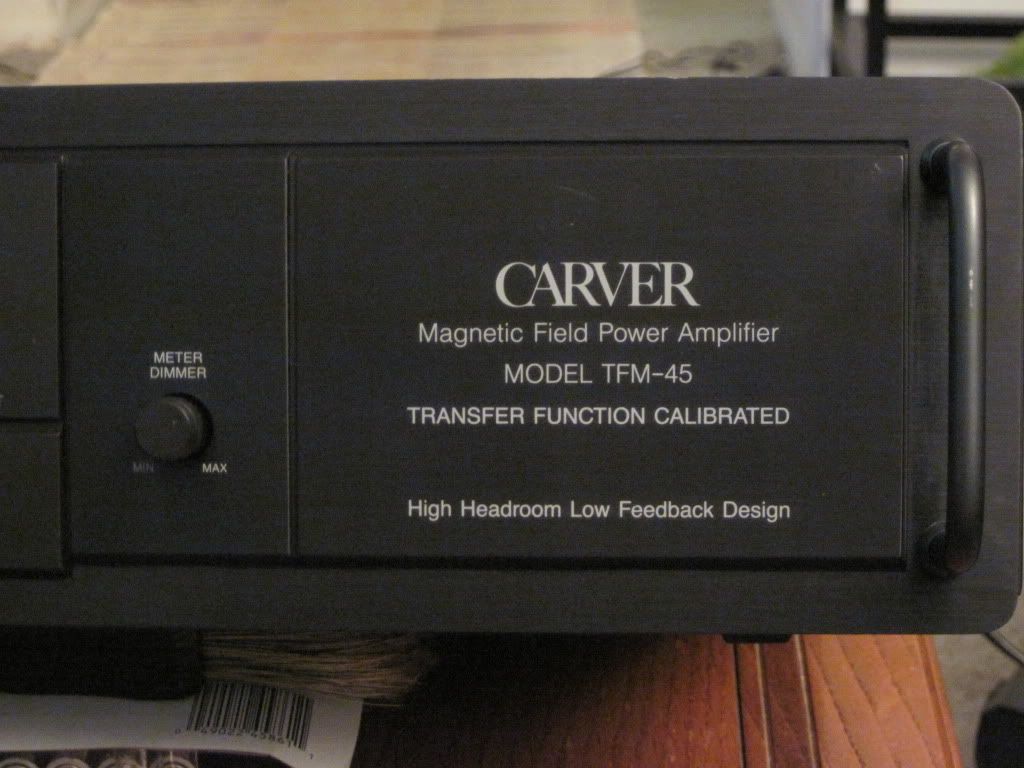 CARVER
Magnetic Field Power Amplifier
MODEL TFM-45
TRANSFER FUNCTION CALIBRATED
High Headroom Low Feedback Design
METER
DIMMER
MIN MAX